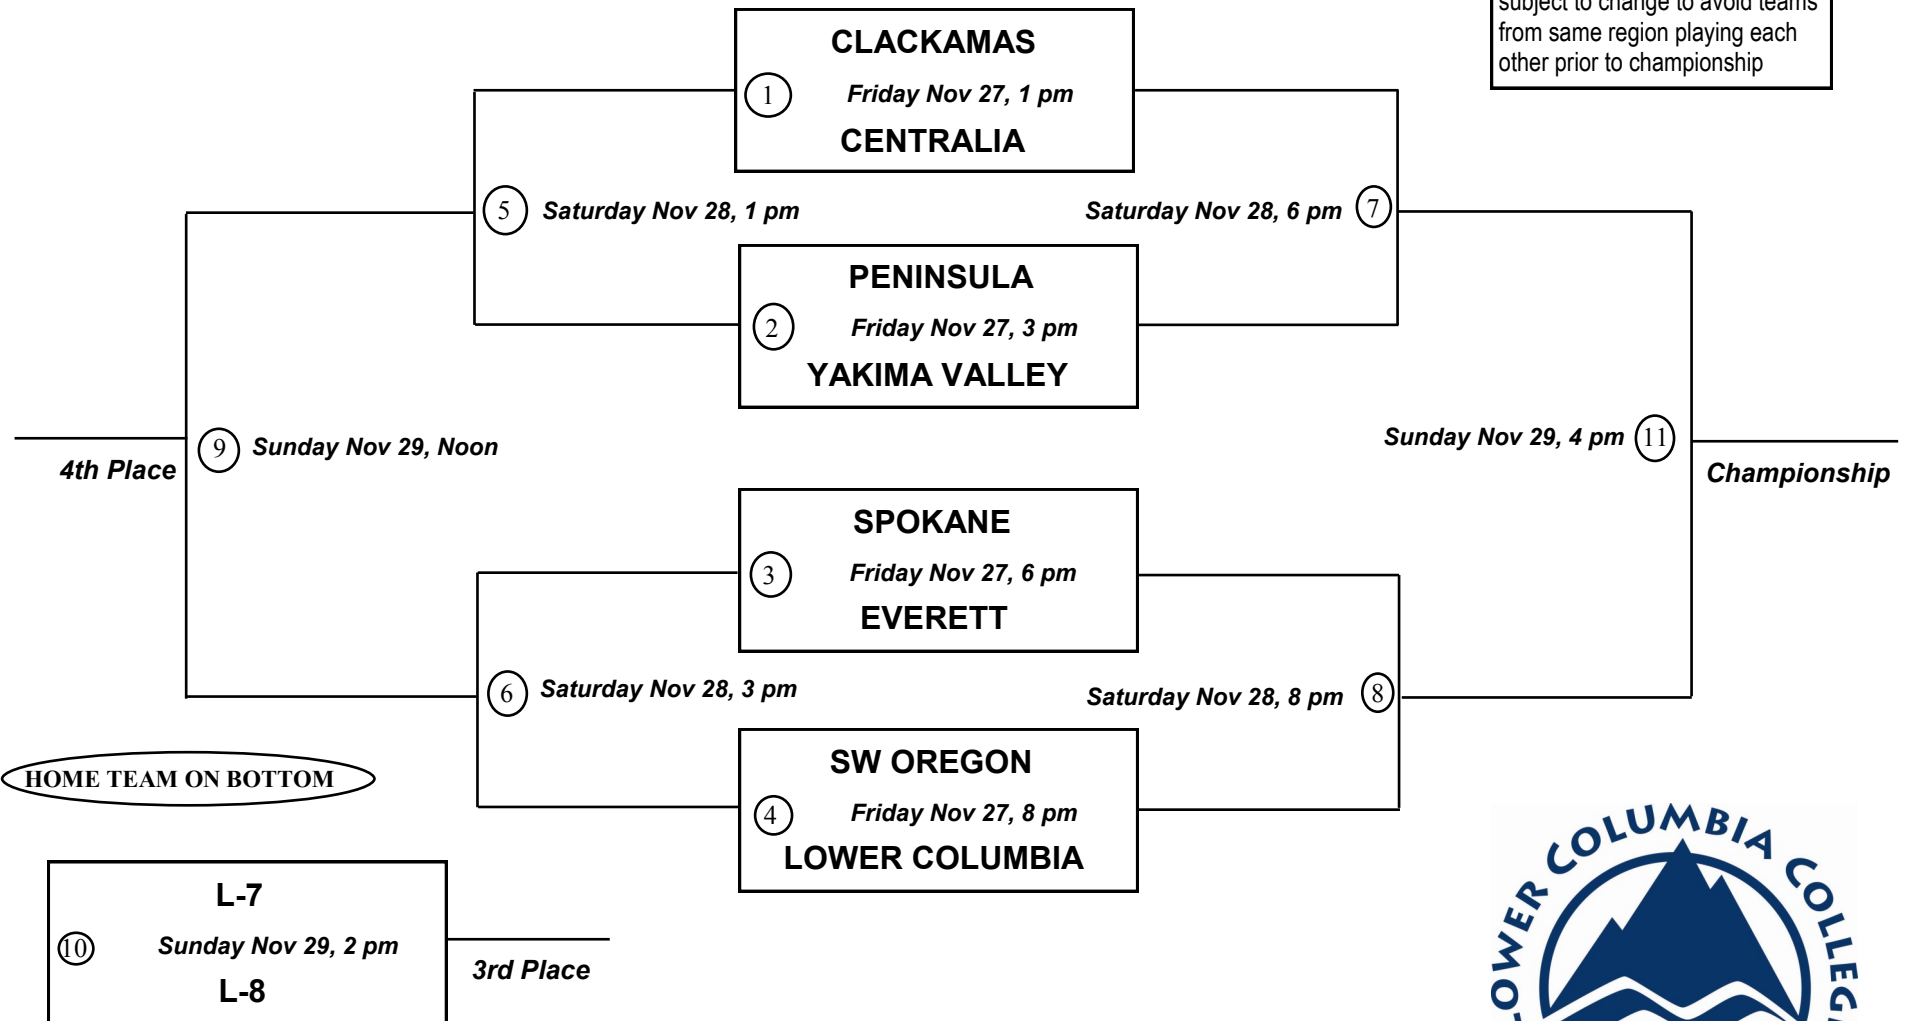 subject to change to avoid teams
from same region playing each
other prior to championship
CLACKAMAS
1 Friday Nov 27, 1 pm
CENTRALIA
5 Saturday Nov 28, 1 pm
Saturday Nov 28, 6 pm 7
PENINSULA
2 Friday Nov 27, 3 pm
YAKIMA VALLEY
4th Place
9 Sunday Nov 29, Noon
Sunday Nov 29, 4 pm 11
Championship
SPOKANE
3 Friday Nov 27, 6 pm
EVERETT
6 Saturday Nov 28, 3 pm
Saturday Nov 28, 8 pm 8
SW OREGON
4 Friday Nov 27, 8 pm
LOWER COLUMBIA
HOME TEAM ON BOTTOM
L-7
10 Sunday Nov 29, 2 pm
L-8
3rd Place
LOWER COLUMBIA COLLEG